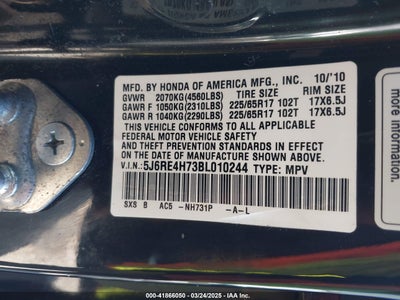 MFD. BY HONDA OF AMERICA MFG., INC. 10/'10
GVWR 2070KG(4560LBS) TIRE SIZE RIM SIZE
GAWR F 1050KG(2310LBS) 225/65R17 102T 17X6.5J
GAWR R 1040KG(2290LBS) 225/65R17 102T 17X6.5J
THIS VEHICLE CONFORMS TO ALL APPLICABLE
FEDERAL MOTOR VEHICLE SAFETY AND
THEFT PREVENTION STANDARDS IN EFFECT
ON THE DATE OF MANUFACTURE SHOWN ABOVE.
V.I.N: 5J6RE4H73BL010244 TYPE: MPV
SXS B AC5 -NH731P -A-L
000-41866050 - 03/24/2025 - IAA Inc.